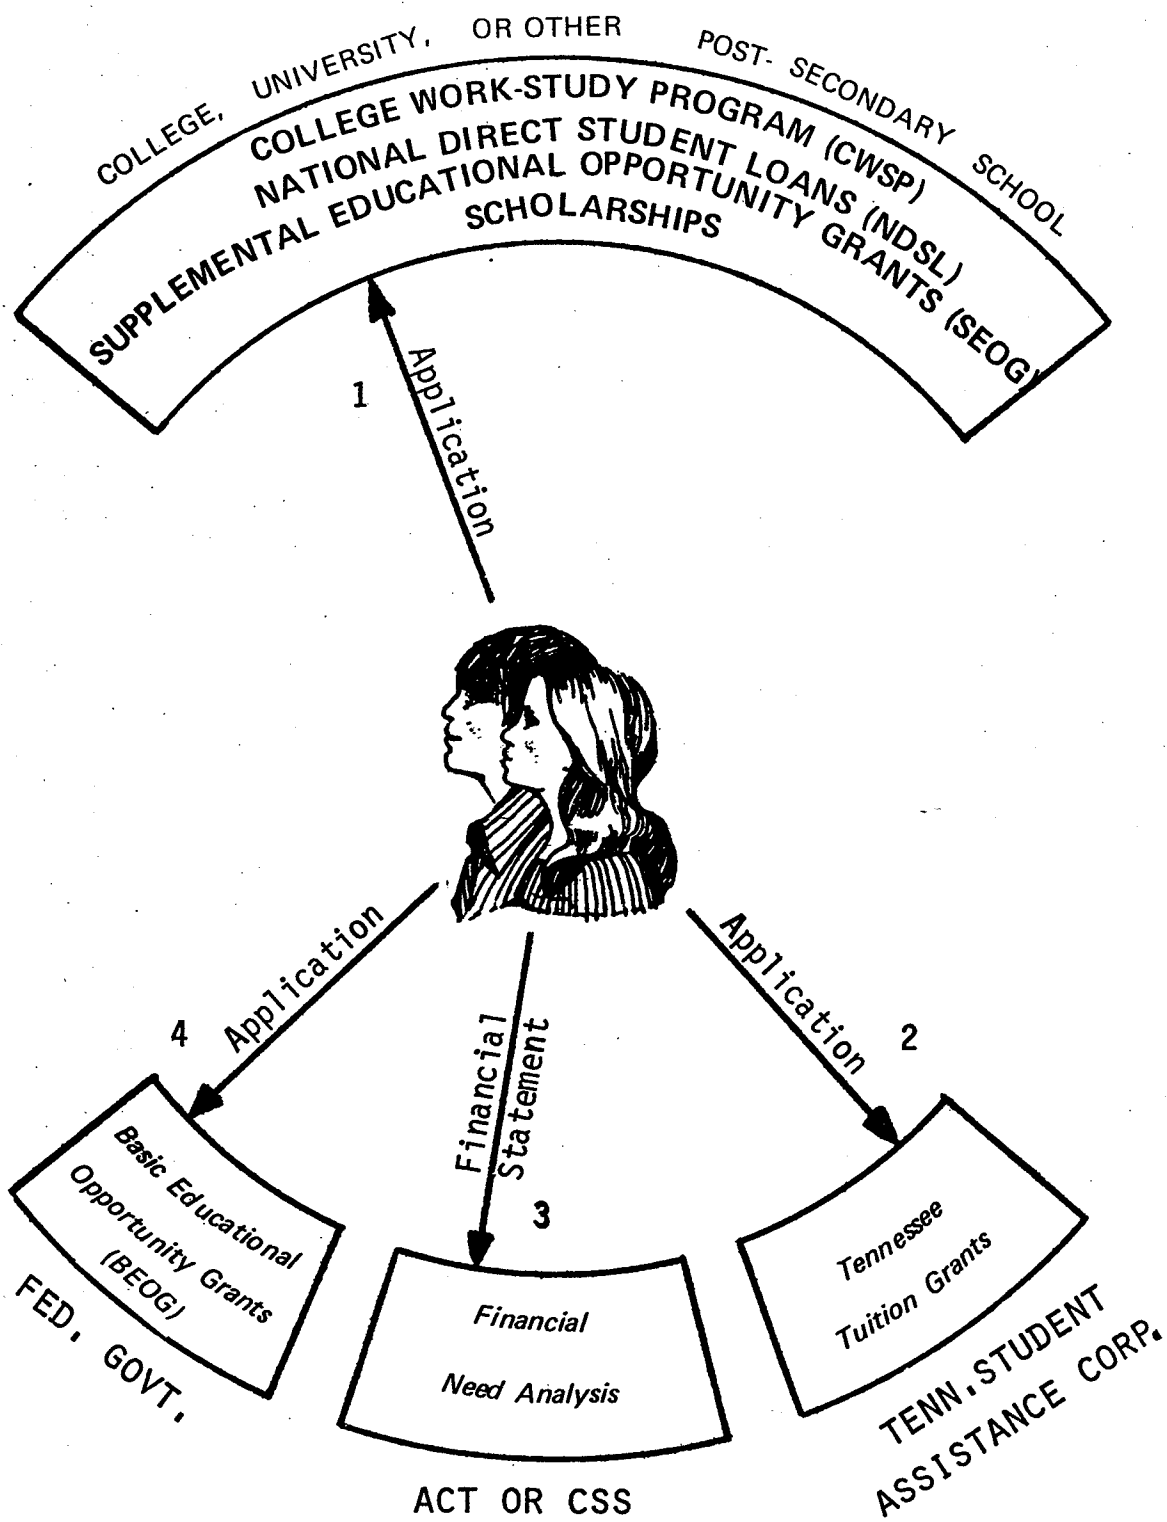 COLLEGE, UNIVERSITY, OR OTHER POST-SECONDARY SCHOOL
COLLEGE WORK-STUDY PROGRAM (CWSP)
NATIONAL DIRECT STUDENT LOANS (NDSL)
SUPPLEMENTAL EDUCATIONAL OPPORTUNITY GRANTS (SEOG)
SCHOLARSHIPS
1
Application
Application
2
Tennessee
Tuition Grants
TENN. STUDENT
ASSISTANCE CORP.
Financial
Statement
3
Financial
Need Analysis
ACT OR CSS
4
Application
Basic Educational
Opportunity Grants
(BEOG)
FED. GOVT.